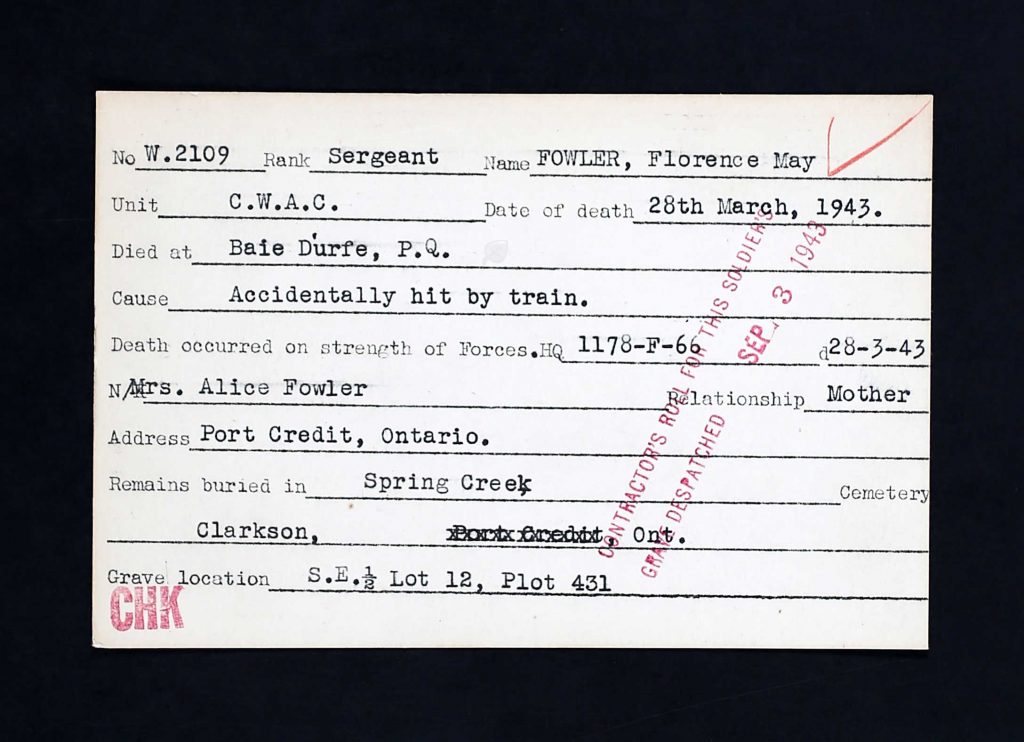 No W.2109 Rank Sergeant Name FOWLER, Florence May
Unit C.W.A.C. Date of death 28th March, 1943.
Died at Baie D'urfe, P.Q.
Cause Accidentally hit by train.
Death occurred on strength of Forces. HQ 1178-F-66 d 28-3-43
N/K Mrs. Alice Fowler Relationship Mother
Address Port Credit, Ontario.
Remains buried in Spring Creek Cemetery
Clarkson, Port Credit, Ont.
Grave location S.E.½ Lot 12, Plot 431
CHK
CONTRACTOR'S ROLL FOR THIS SOLDIER'S
GRAVE DESPATCHED SEP. 3 1943